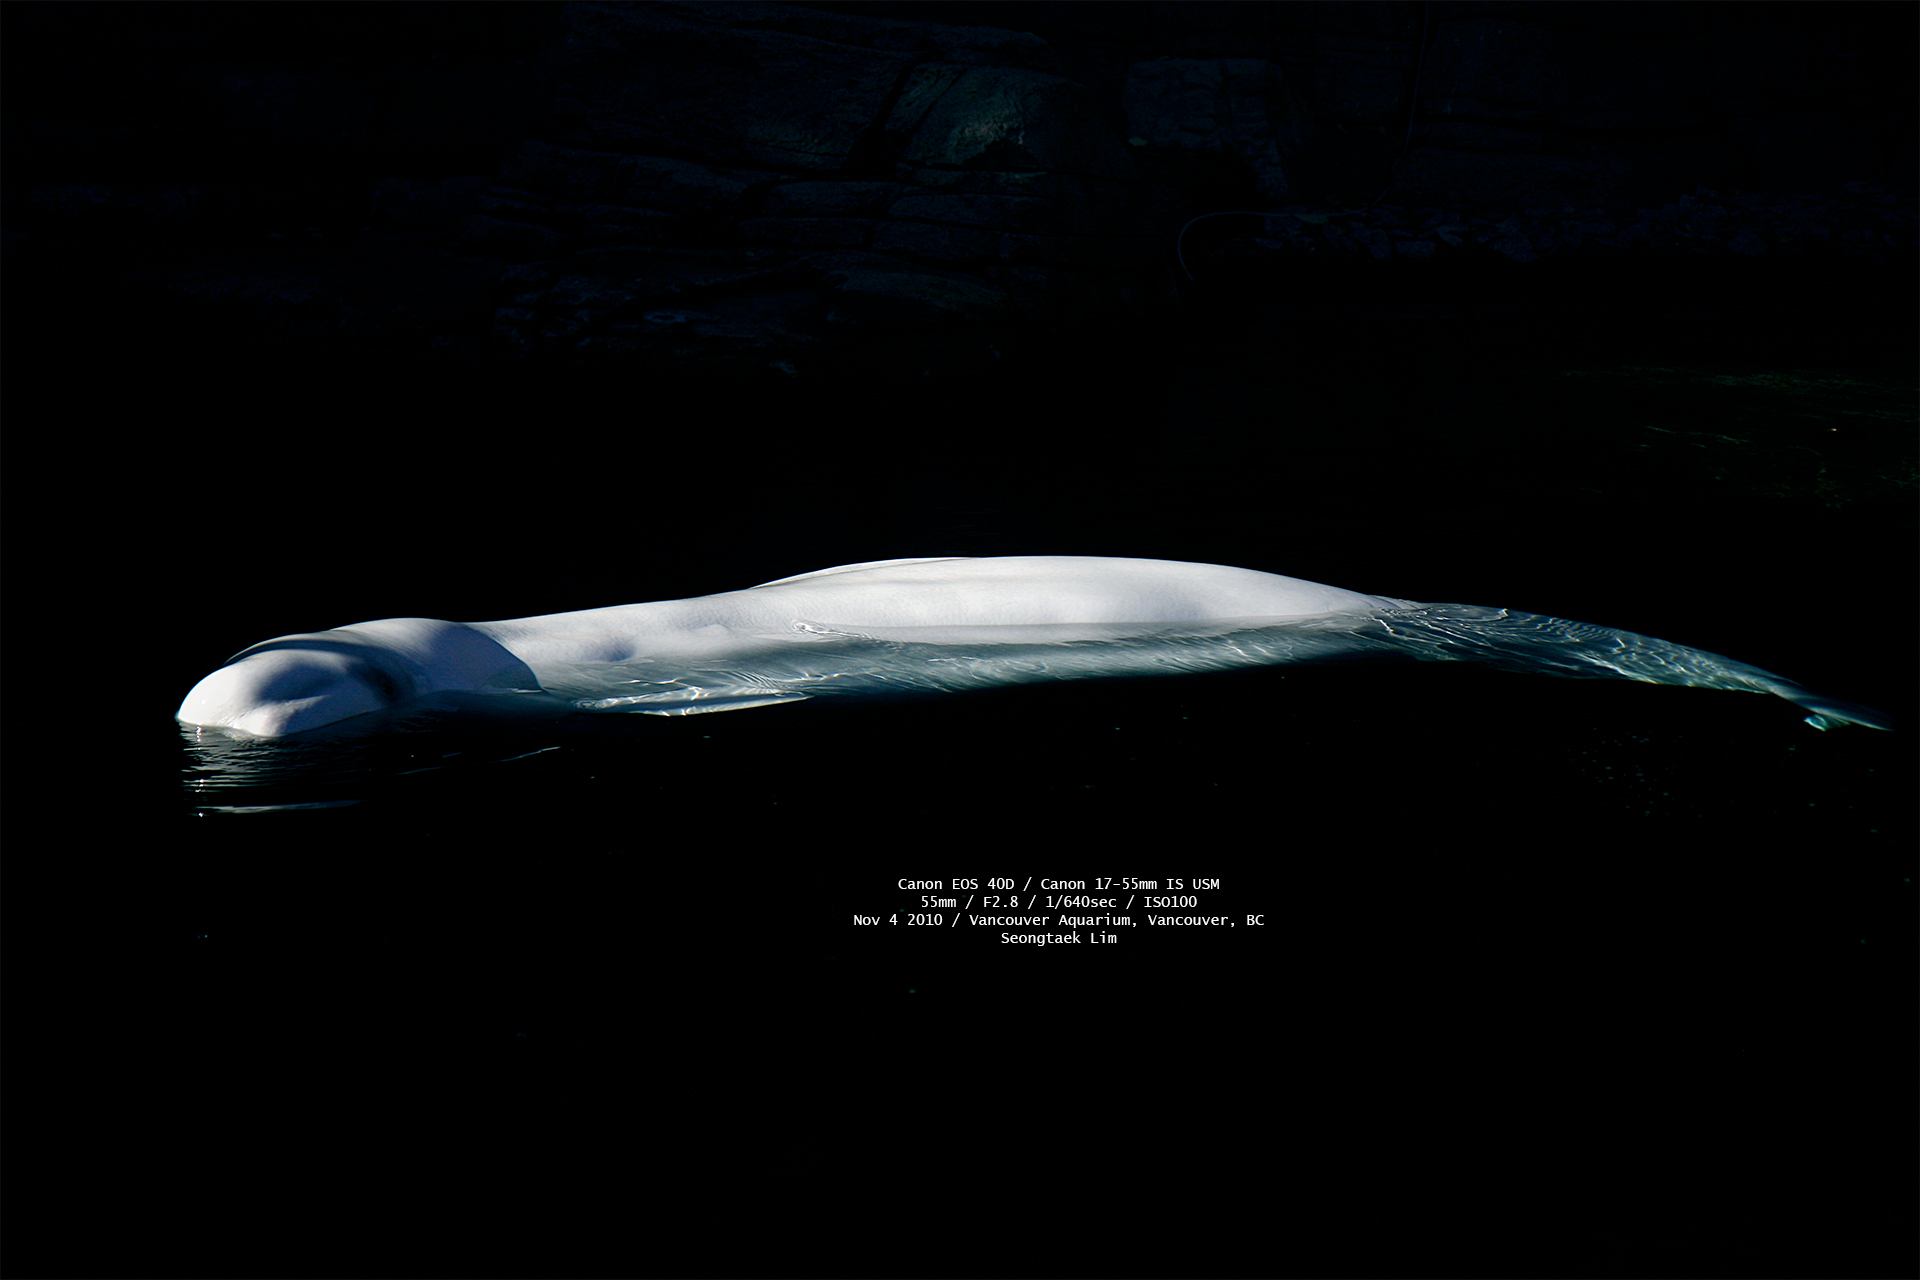 Canon EOS 40D / Canon 17-55mm IS USM
55mm / F2.8 / 1/640sec / ISO100
Nov 4 2010 / Vancouver Aquarium, Vancouver, BC
Seongtaek Lim